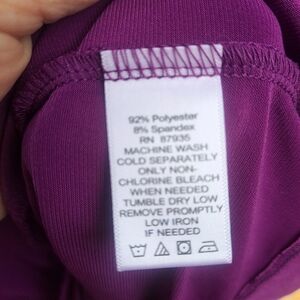 92% Polyester
8% Spandex
RN 87935
MACHINE WASH
COLD SEPARATELY
ONLY NON-
CHLORINE BLEACH
WHEN NEEDED
TUMBLE DRY LOW
REMOVE PROMPTLY
LOW IRON
IF NEEDED